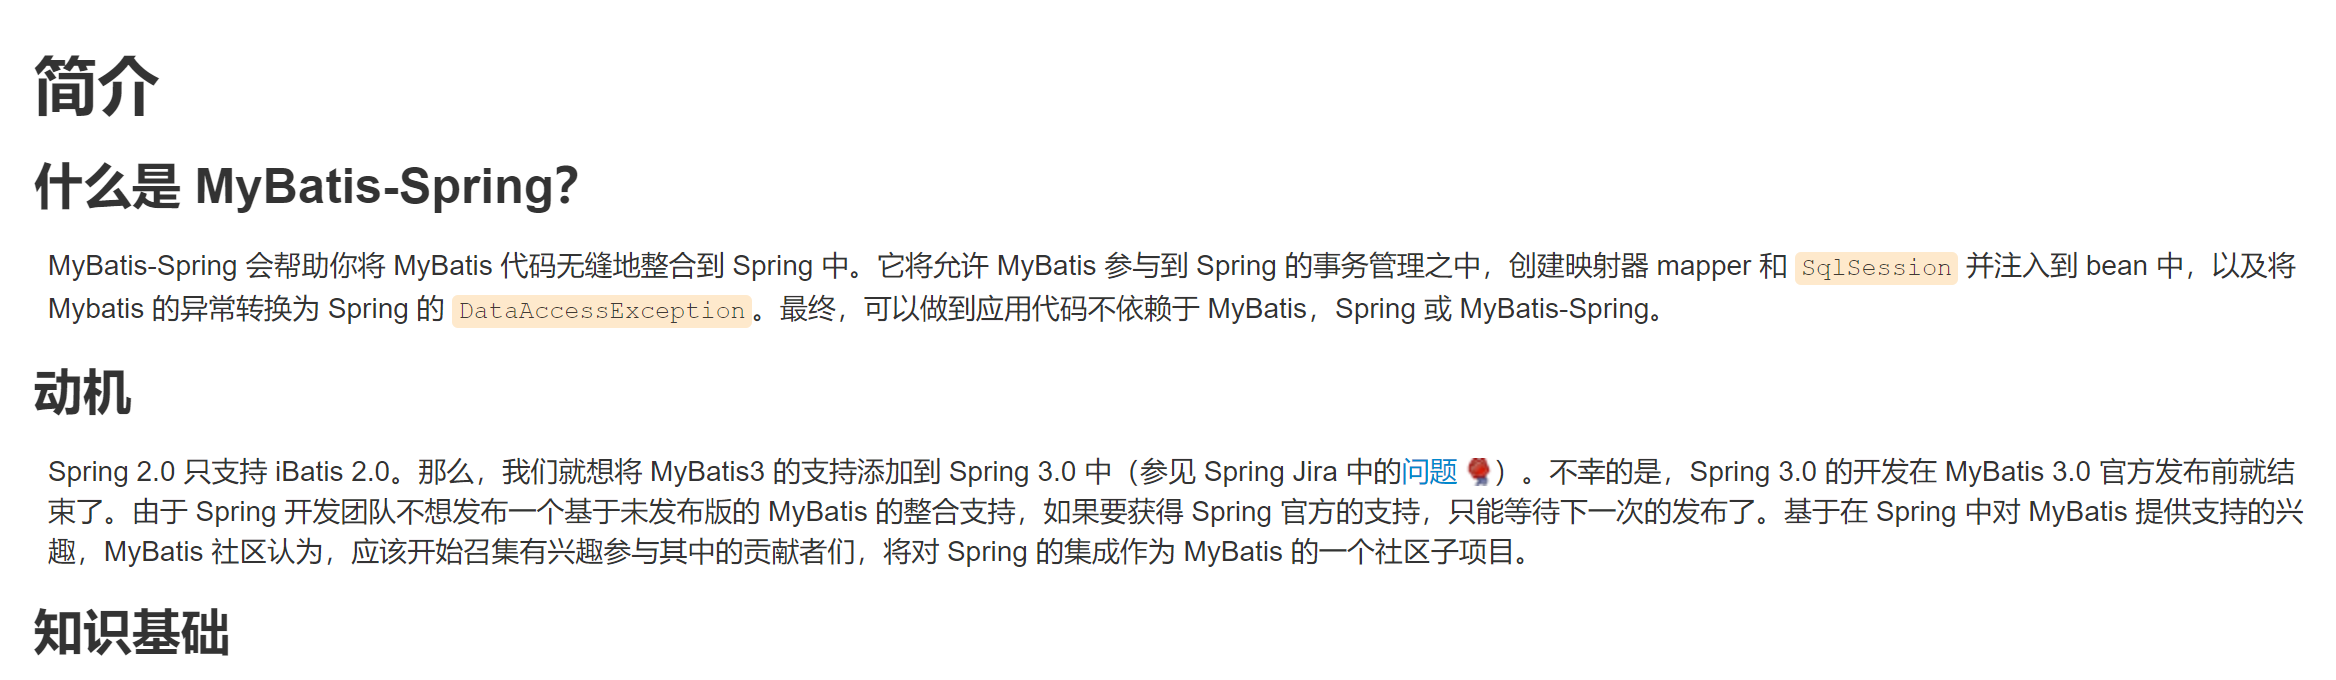 简介
什么是 MyBatis-Spring？
MyBatis-Spring 会帮助你将 MyBatis 代码无缝地整合到 Spring 中。它将允许 MyBatis 参与到 Spring 的事务管理之中，创建映射器 mapper 和 SqlSession 并注入到 bean 中，以及将
Mybatis 的异常转换为 Spring 的 DataAccessException。最终，可以做到应用代码不依赖于 MyBatis，Spring 或 MyBatis-Spring。
动机
Spring 2.0 只支持 iBatis 2.0。那么，我们就想将 MyBatis3 的支持添加到 Spring 3.0 中（参见 Spring Jira 中的问题）。不幸的是，Spring 3.0 的开发在 MyBatis 3.0 官方发布前就结
束了。由于 Spring 开发团队不想发布一个基于未发布版的 MyBatis 的整合支持，如果要获得 Spring 官方的支持，只能等待下一次的发布了。基于在 Spring 中对 MyBatis 提供支持的兴
趣，MyBatis 社区认为，应该开始召集有兴趣参与其中的贡献者们，将对 Spring 的集成作为 MyBatis 的一个社区子项目。
知识基础